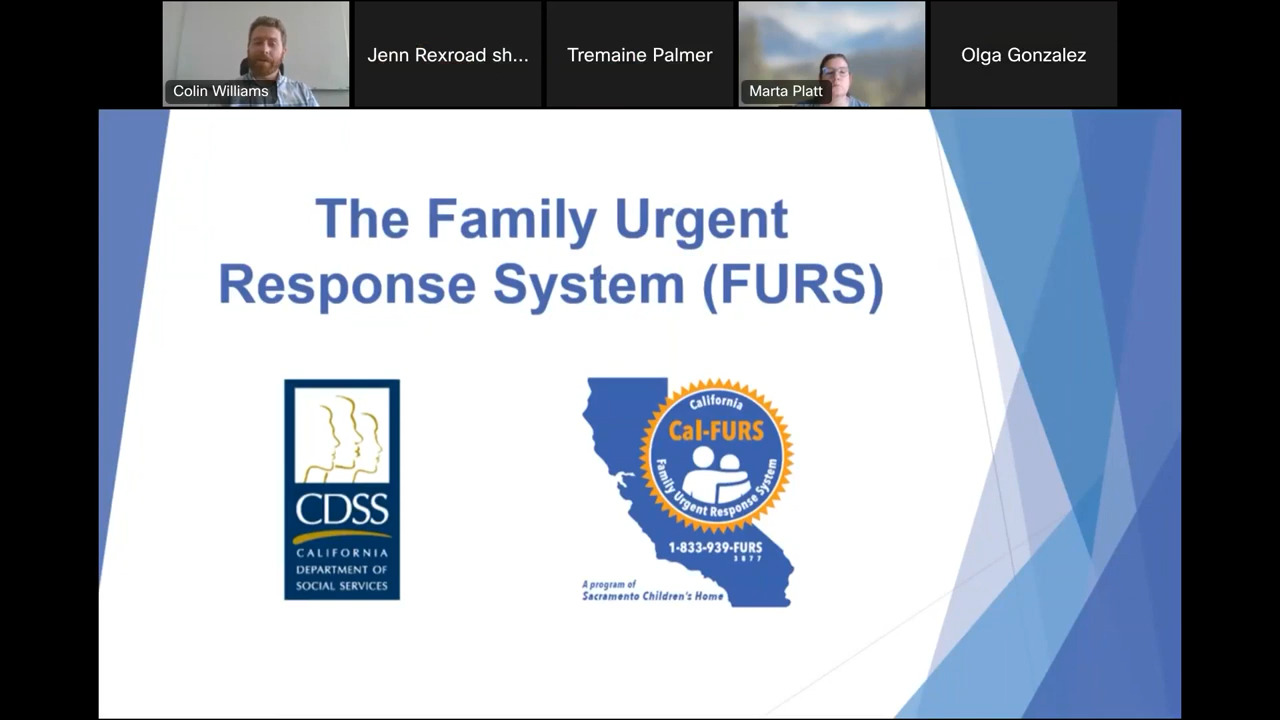 Colin Williams
Jenn Rexroad sh...
Tremaine Palmer
Marta Platt
Olga Gonzalez
The Family Urgent
Response System (FURS)
CDSS
CALIFORNIA
DEPARTMENT OF
SOCIAL SERVICES
California
Cal-FURS
Family Urgent Response System
1-833-939-FURS
3877
A program of
Sacramento Children's Home